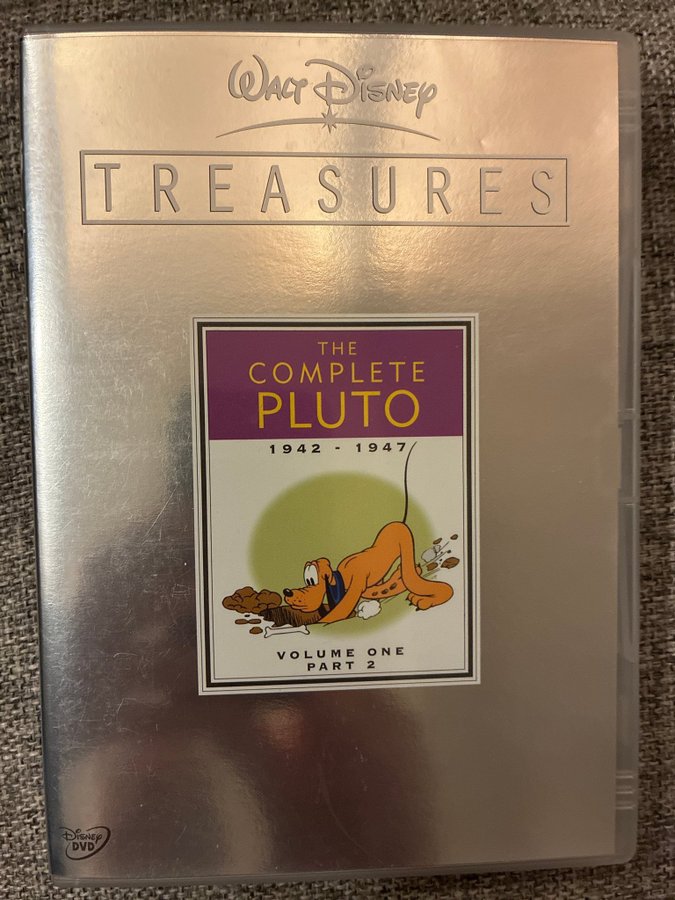 WALT DISNEY
TREASURES
THE
COMPLETE
PLUTO
1942 - 1947
VOLUME ONE
PART 2
DISNEY
DVD